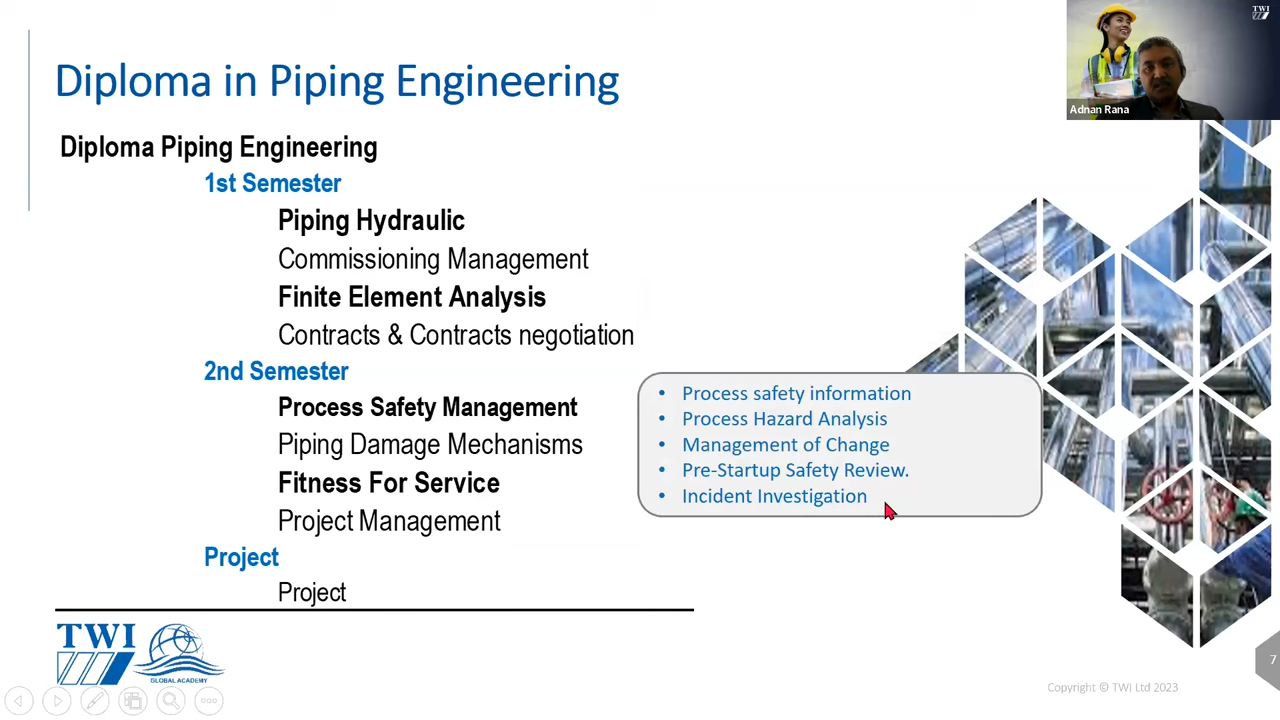 TWI
Adnan Rana
Diploma in Piping Engineering
Diploma Piping Engineering
1st Semester
Piping Hydraulic
Commissioning Management
Finite Element Analysis
Contracts & Contracts negotiation
2nd Semester
Process Safety Management
Piping Damage Mechanisms
Fitness For Service
Project Management
Project
Project
• Process safety information
• Process Hazard Analysis
• Management of Change
• Pre-Startup Safety Review.
• Incident Investigation
TWI
GLOBAL ACADEMY
7
Copyright © TWI Ltd 2023